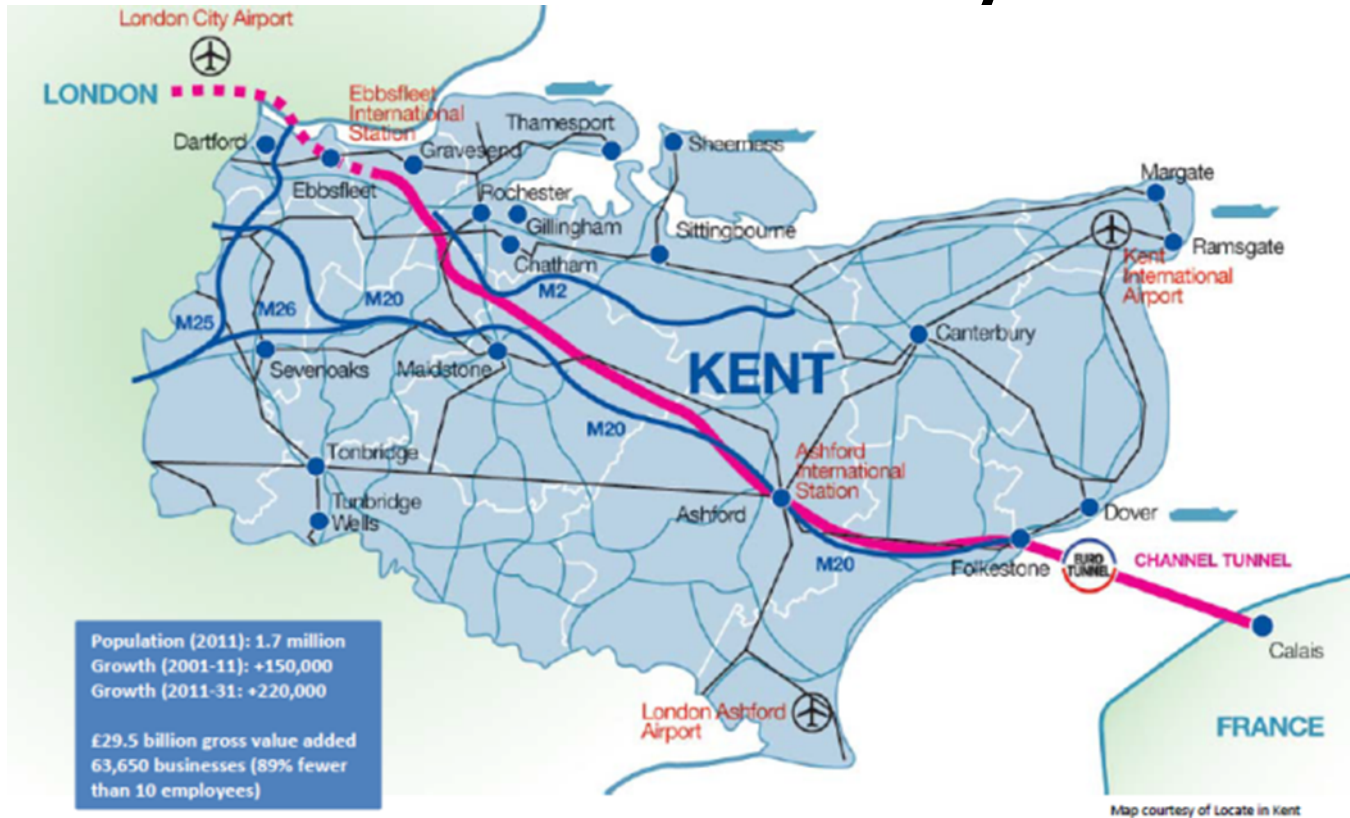 London City Airport
LONDON
Ebbsfleet
International
Station
Dartford
Ebbsfleet
Gravesend
Thamesport
Sheerness
Rochester
Gillingham
Chatham
Sittingbourne
Margate
Ramsgate
Kent
International
Airport
M25
M26
M20
M2
Sevenoaks
Maidstone
KENT
Canterbury
M20
Tonbridge
Tunbridge
Wells
Ashford
International
Station
Ashford
M20
Folkestone
Dover
EURO
TUNNEL
CHANNEL TUNNEL
Calais
FRANCE
London Ashford
Airport
Population (2011): 1.7 million
Growth (2001-11): +150,000
Growth (2011-31: +220,000
£29.5 billion gross value added
63,650 businesses (89% fewer
than 10 employees)
Map courtesy of Locate in Kent